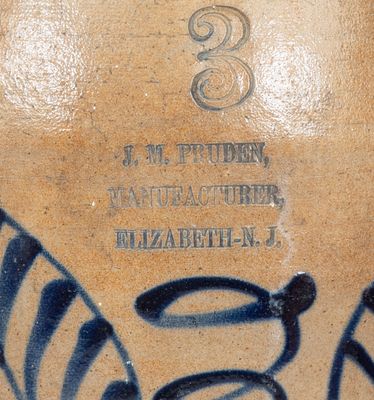 3
J. M. PRUDEN,
MANUFACTURER,
ELIZABETH-N. J.